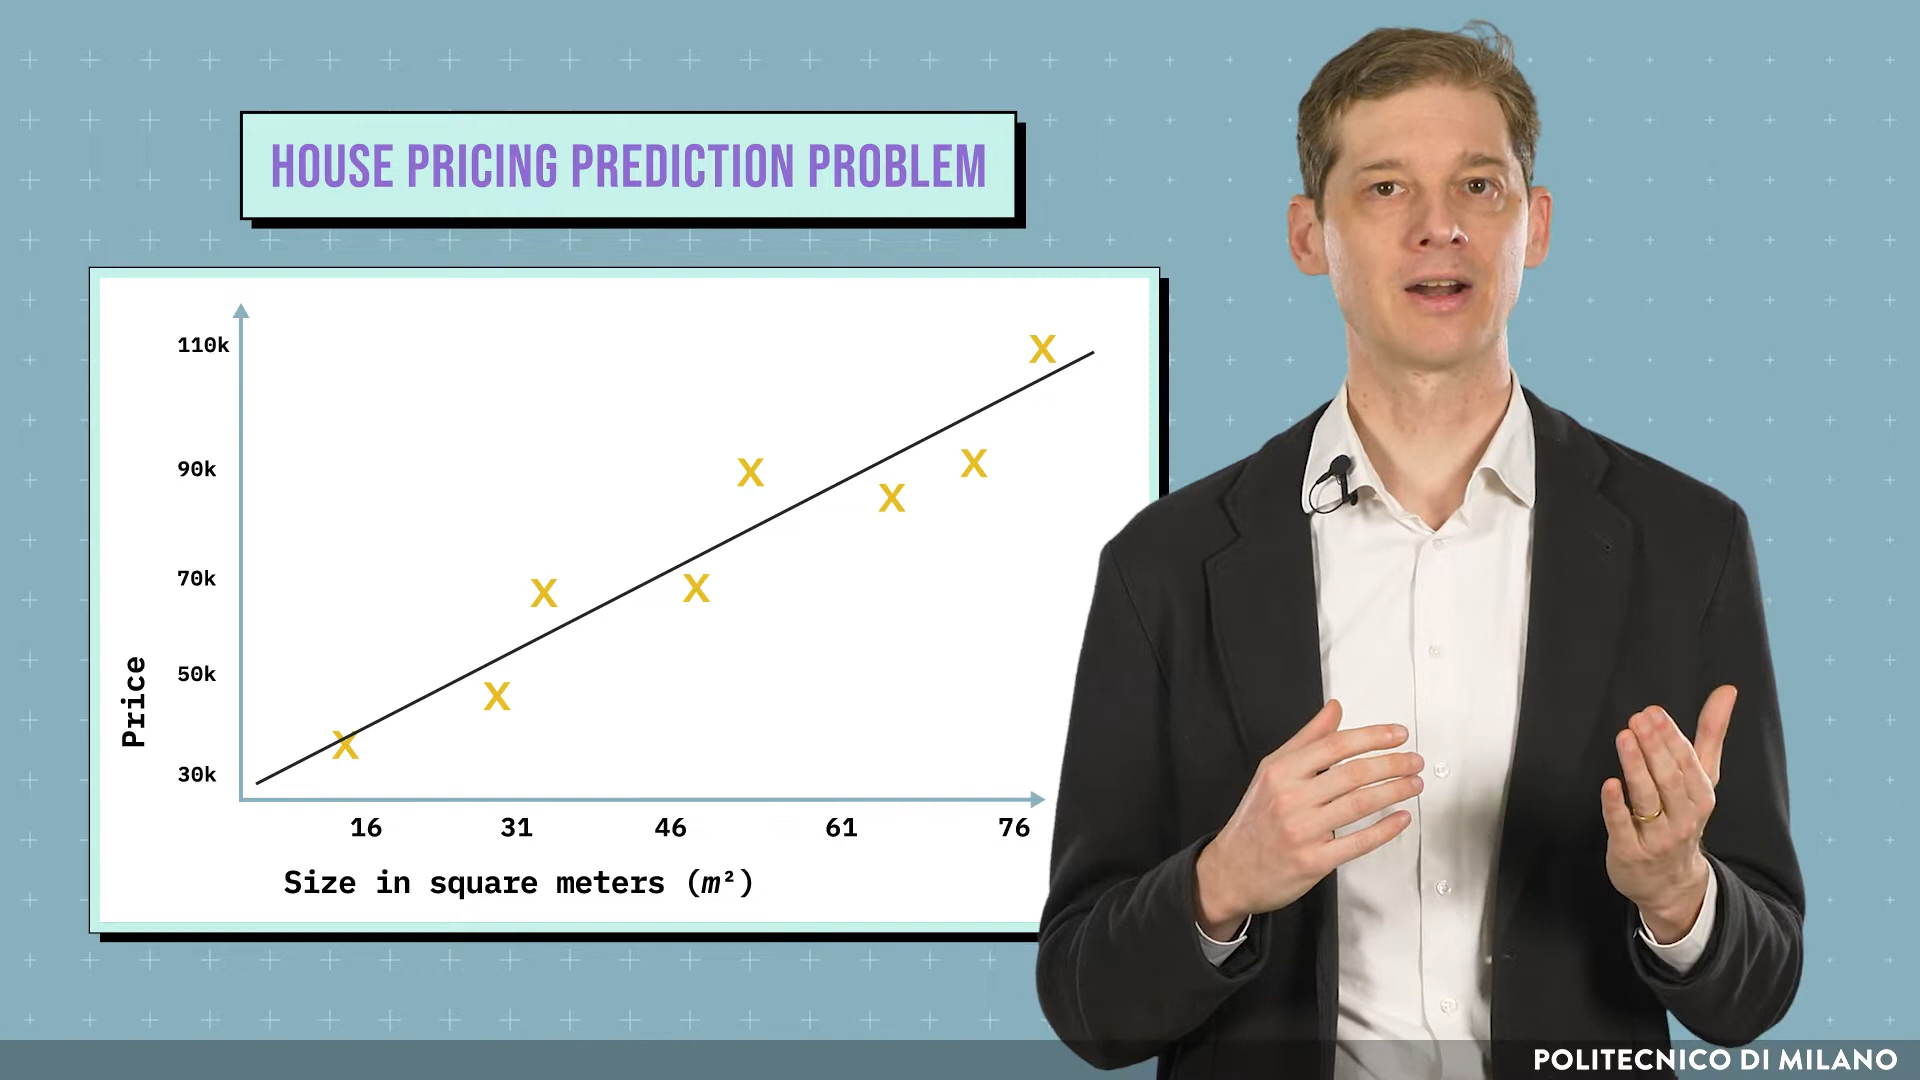 HOUSE PRICING PREDICTION PROBLEM
110k
90k
70k
50k
30k
Price
16 31 46 61 76
Size in square meters (m²)
POLITECNICO DI MILANO